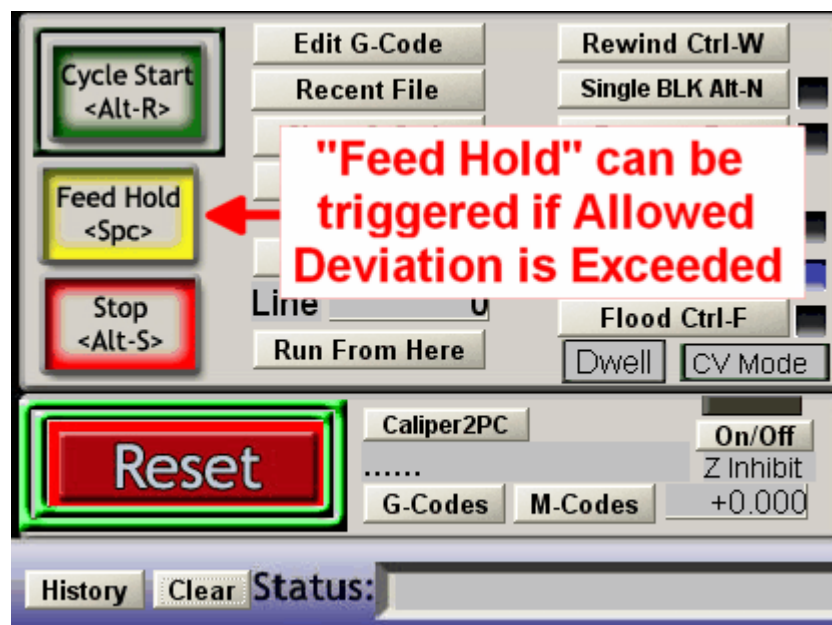 Cycle Start
<Alt-R>
Edit G-Code
Rewind Ctrl-W
Recent File
Single BLK Alt-N
"Feed Hold" can be
triggered if Allowed
Deviation is Exceeded
Feed Hold
<Spc>
Stop
<Alt-S>
Line 0
Flood Ctrl-F
Run From Here
Dwell
CV Mode
Reset
Caliper2PC
On/Off
......
Z Inhibit
G-Codes
M-Codes
+0.000
History
Clear
Status: